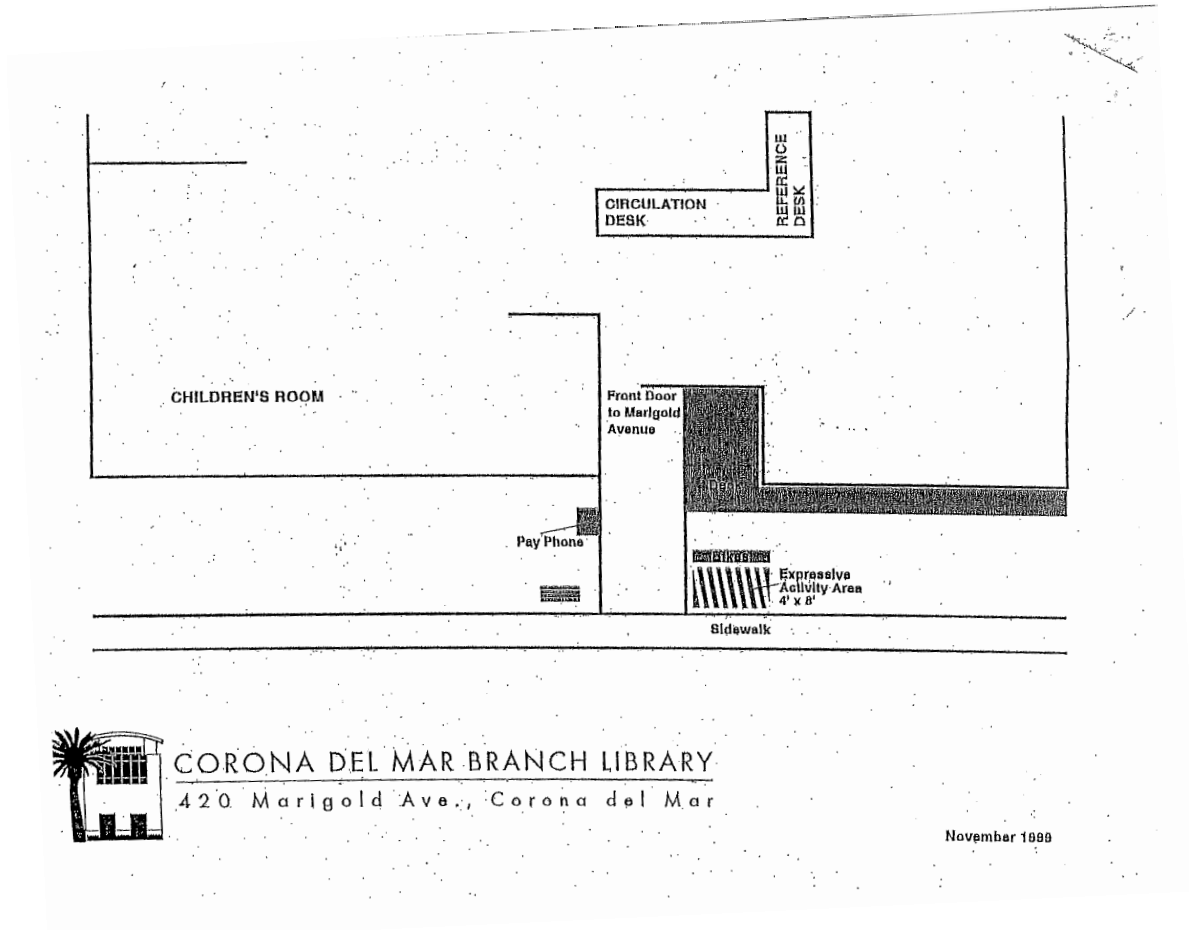 REFERENCE
DESK
CIRCULATION
DESK
CHILDREN'S ROOM
Front Door
to Marigold
Avenue
Deck
Pay Phone
Bikes
Expressive
Activity Area
4' x 8'
Sidewalk
CORONA DEL MAR BRANCH LIBRARY
420 Marigold Ave., Corona del Mar
November 1999